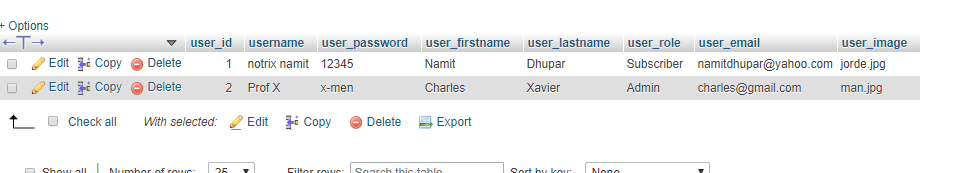 + Options
←T→ ▼ user_id username user_password user_firstname user_lastname user_role user_email user_image
Edit Copy Delete 1 notrix namit 12345 Namit Dhupar Subscriber namitdhupar@yahoo.com jorde.jpg
Edit Copy Delete 2 Prof X x-men Charles Xavier Admin charles@gmail.com man.jpg
Check all With selected: Edit Copy Delete Export
Show all Number of rows: 25 Filter rows: Search this table Sort by key: None